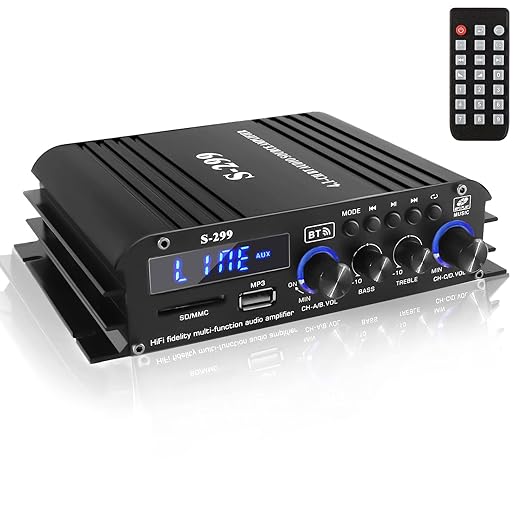 S-299
S-299
LINE AUX
BT
MODE
MUSIC
SD/MMC
MP3
ON
MIN
CH-A/B.VOL
-10
BASS
-10
TREBLE
MIN
CH-C/D.VOL
HiFi fidelity multi-function audio amplifier